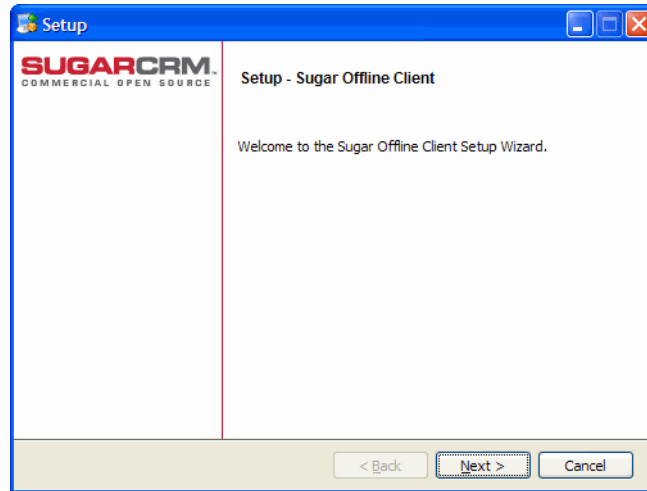 Setup
SUGARCRM.
COMMERCIAL OPEN SOURCE
Setup - Sugar Offline Client
Welcome to the Sugar Offline Client Setup Wizard.
< Back
Next >
Cancel